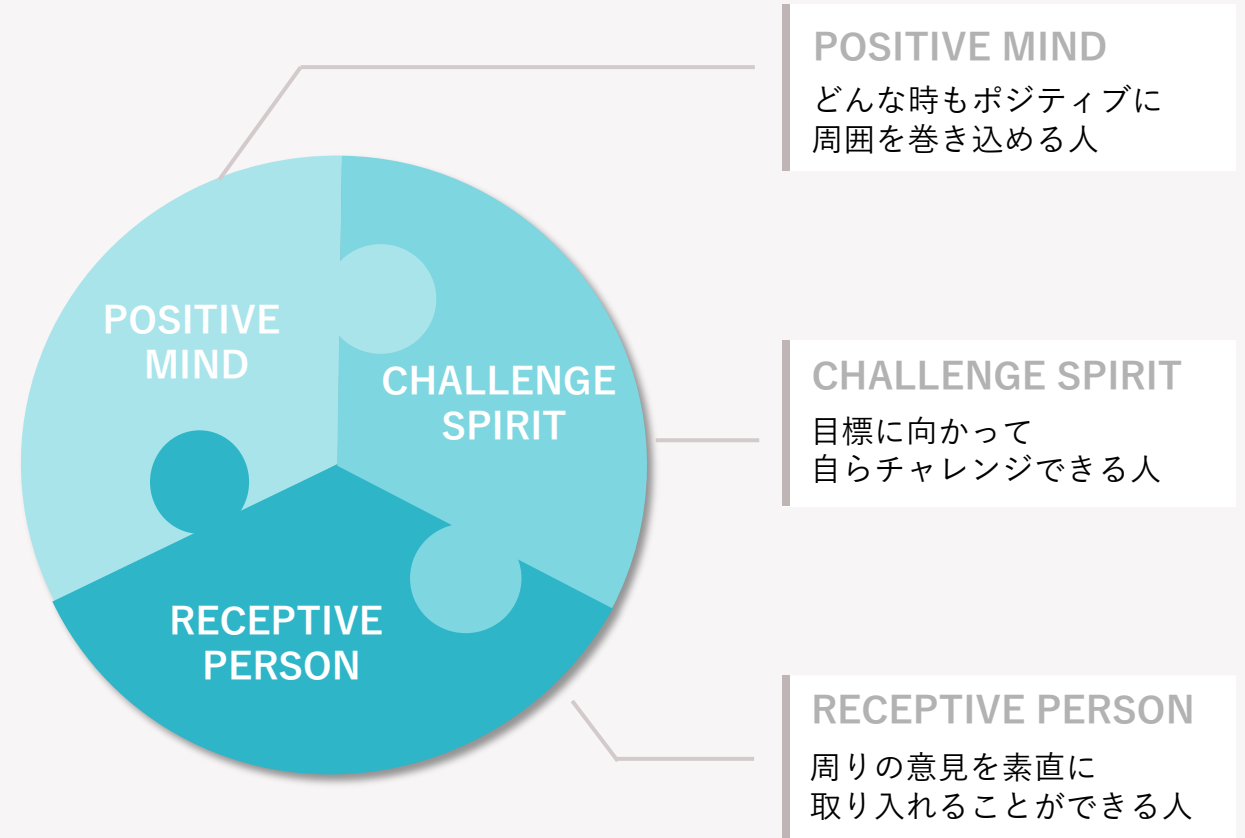 POSITIVE
MIND
CHALLENGE
SPIRIT
RECEPTIVE
PERSON
POSITIVE MIND
どんな時もポジティブに
周囲を巻き込める人
CHALLENGE SPIRIT
目標に向かって
自らチャレンジできる人
RECEPTIVE PERSON
周りの意見を素直に
取り入れることができる人